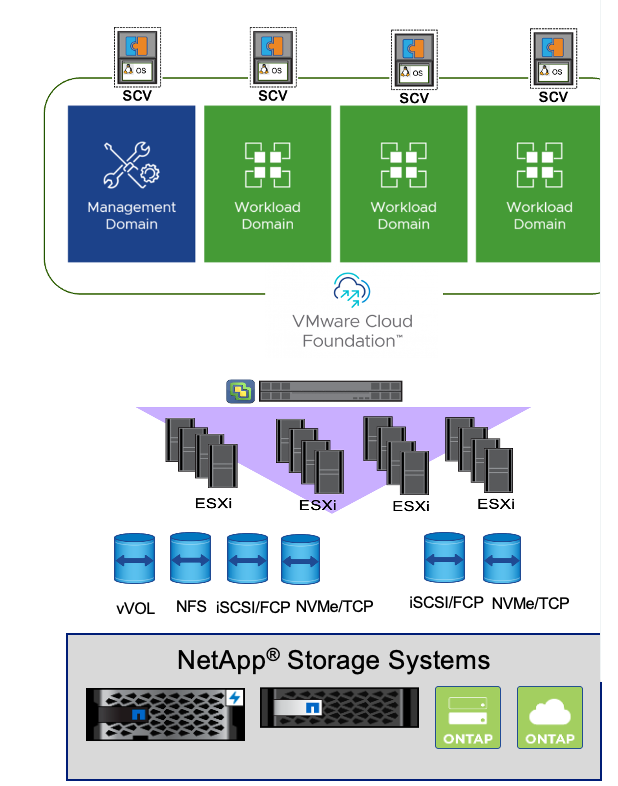 OS
OS
OS
OS
SCV
SCV
SCV
SCV
Management
Domain
Workload
Domain
Workload
Domain
Workload
Domain
VMware Cloud
Foundation™
ESXi
ESXi
ESXi
ESXi
vVOL
NFS
iSCSI/FCP
NVMe/TCP
iSCSI/FCP
NVMe/TCP
NetApp® Storage Systems
ONTAP
ONTAP